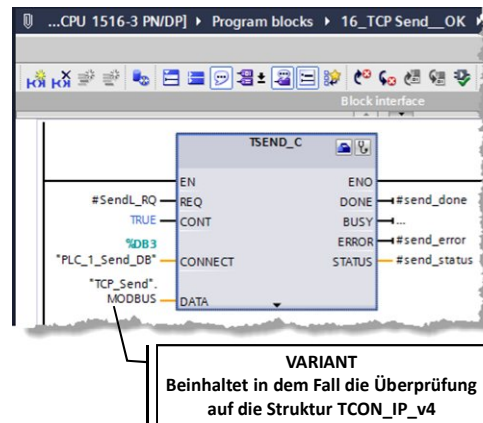 ...CPU 1516-3 PN/DP] ▸ Program blocks ▸ 16_TCP Send__OK
Block interface
TSEND_C
EN
ENO
#SendL_RQ
REQ
DONE
#send_done
TRUE
CONT
BUSY
...
ERROR
#send_error
%DB3
"PLC_1_Send_DB"
CONNECT
STATUS
#send_status
"TCP_Send".
MODBUS
DATA
VARIANT
Beinhaltet in dem Fall die Überprüfung
auf die Struktur TCON_IP_v4